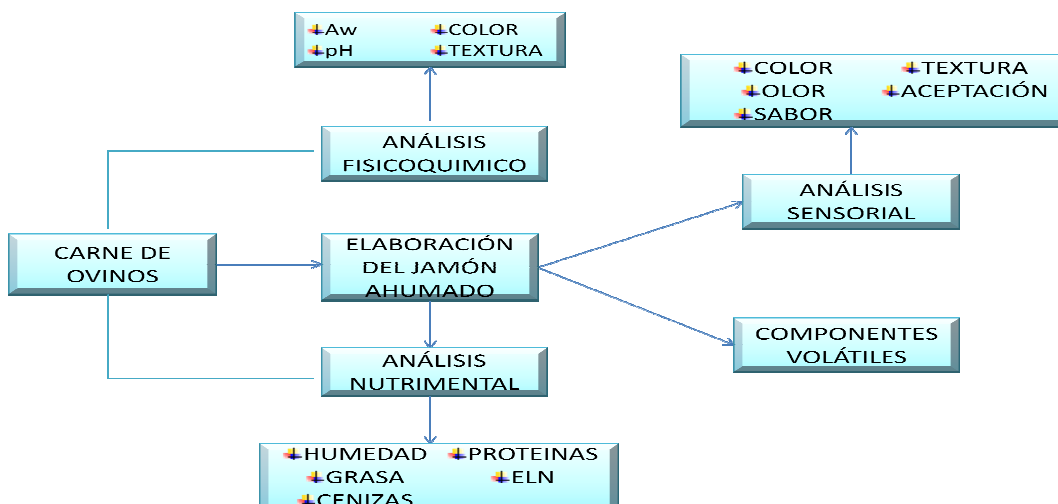 Aw COLOR
pH TEXTURA
COLOR TEXTURA
OLOR ACEPTACIÓN
SABOR
ANÁLISIS
FISICOQUIMICO
ANÁLISIS
SENSORIAL
CARNE DE
OVINOS
ELABORACIÓN
DEL JAMÓN
AHUMADO
COMPONENTES
VOLÁTILES
ANÁLISIS
NUTRIMENTAL
HUMEDAD PROTEINAS
GRASA ELN
CENIZAS